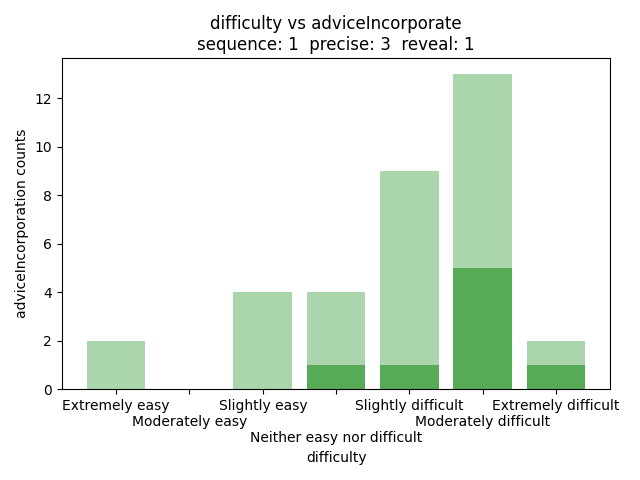 difficulty vs adviceIncorporate
sequence: 1  precise: 3  reveal: 1
adviceIncorporation counts
12
10
8
6
4
2
0
Extremely easy
Slightly easy
Slightly difficult
Extremely difficult
Moderately easy
Moderately difficult
Neither easy nor difficult
difficulty